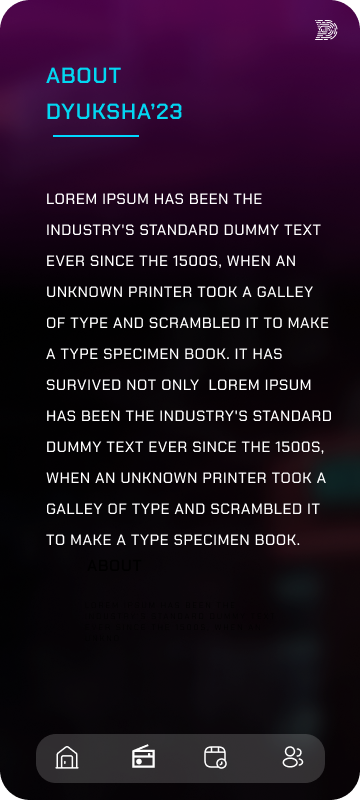 ABOUT
DYUKSHA'23
LOREM IPSUM HAS BEEN THE
INDUSTRY'S STANDARD DUMMY TEXT
EVER SINCE THE 1500S, WHEN AN
UNKNOWN PRINTER TOOK A GALLEY
OF TYPE AND SCRAMBLED IT TO MAKE
A TYPE SPECIMEN BOOK. IT HAS
SURVIVED NOT ONLY  LOREM IPSUM
HAS BEEN THE INDUSTRY'S STANDARD
DUMMY TEXT EVER SINCE THE 1500S,
WHEN AN UNKNOWN PRINTER TOOK A
GALLEY OF TYPE AND SCRAMBLED IT
TO MAKE A TYPE SPECIMEN BOOK.
ABOUT